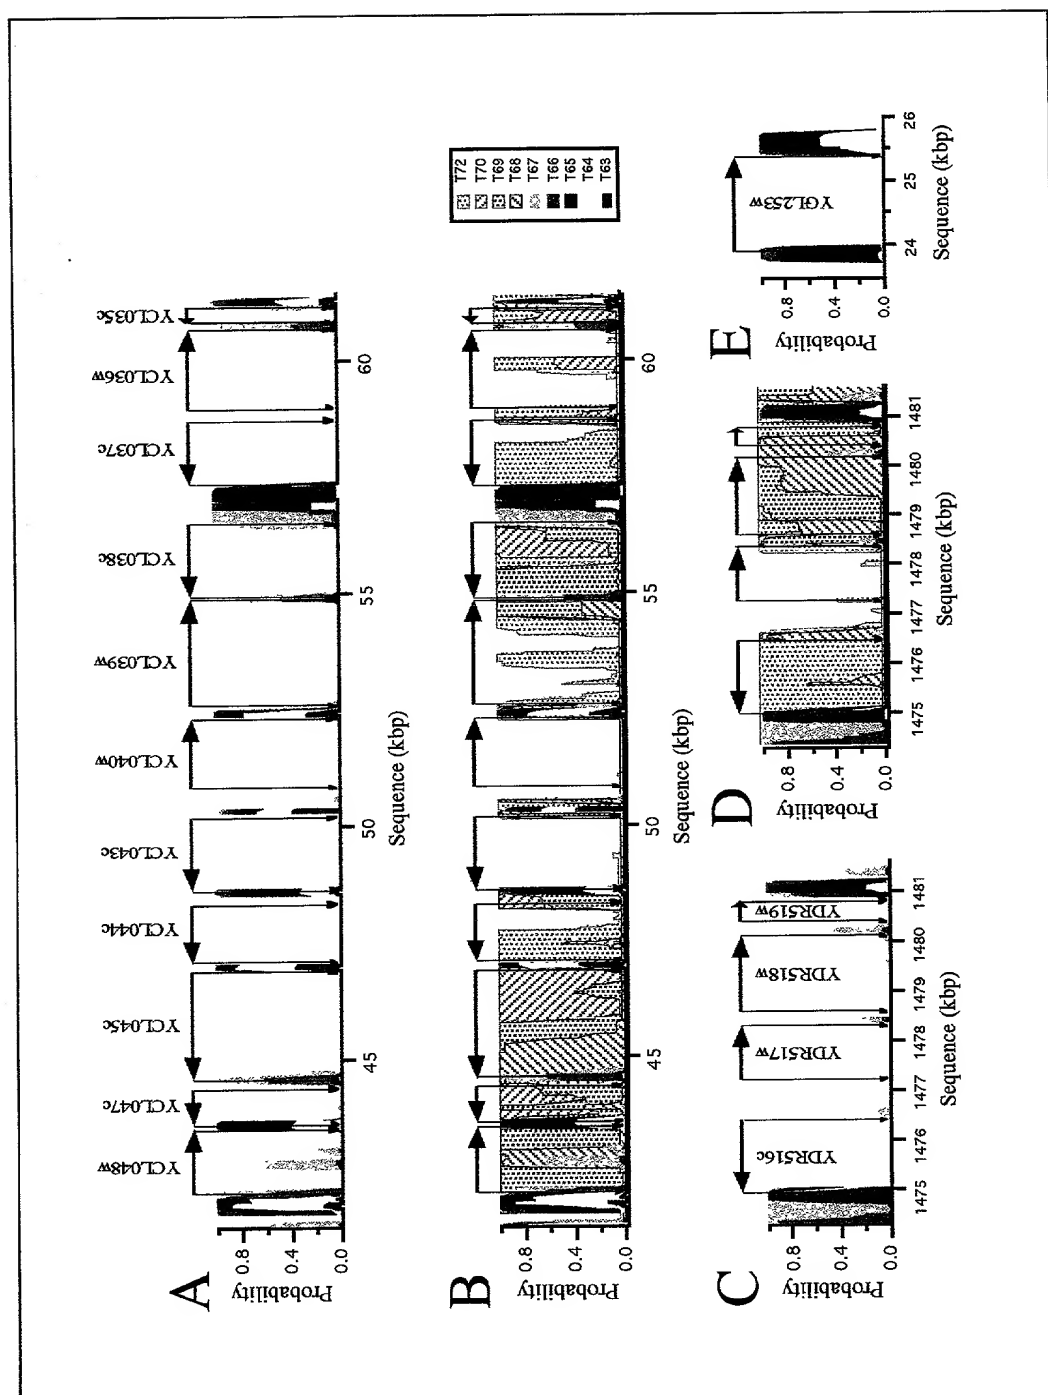 A
YCL048w
YCL047c
YCL045c
YCL044c
YCL043c
YCL040w
YCL039w
YCL038c
YCL037c
YCL036w
YCL035c
Probability
0.8
0.4
0.0
45
50
55
60
Sequence (kbp)
B
Probability
0.8
0.4
0.0
45
50
55
60
Sequence (kbp)
T72
T70
T69
T68
T67
T66
T65
T64
T63
C
YDR516c
YDR517w
YDR518w
YDR519w
Probability
0.8
0.4
0.0
1475
1476
1477
1478
1479
1480
1481
Sequence (kbp)
D
Probability
0.8
0.4
0.0
1475
1476
1477
1478
1479
1480
1481
Sequence (kbp)
E
YGL253w
Probability
0.8
0.4
0.0
24
25
26
Sequence (kbp)